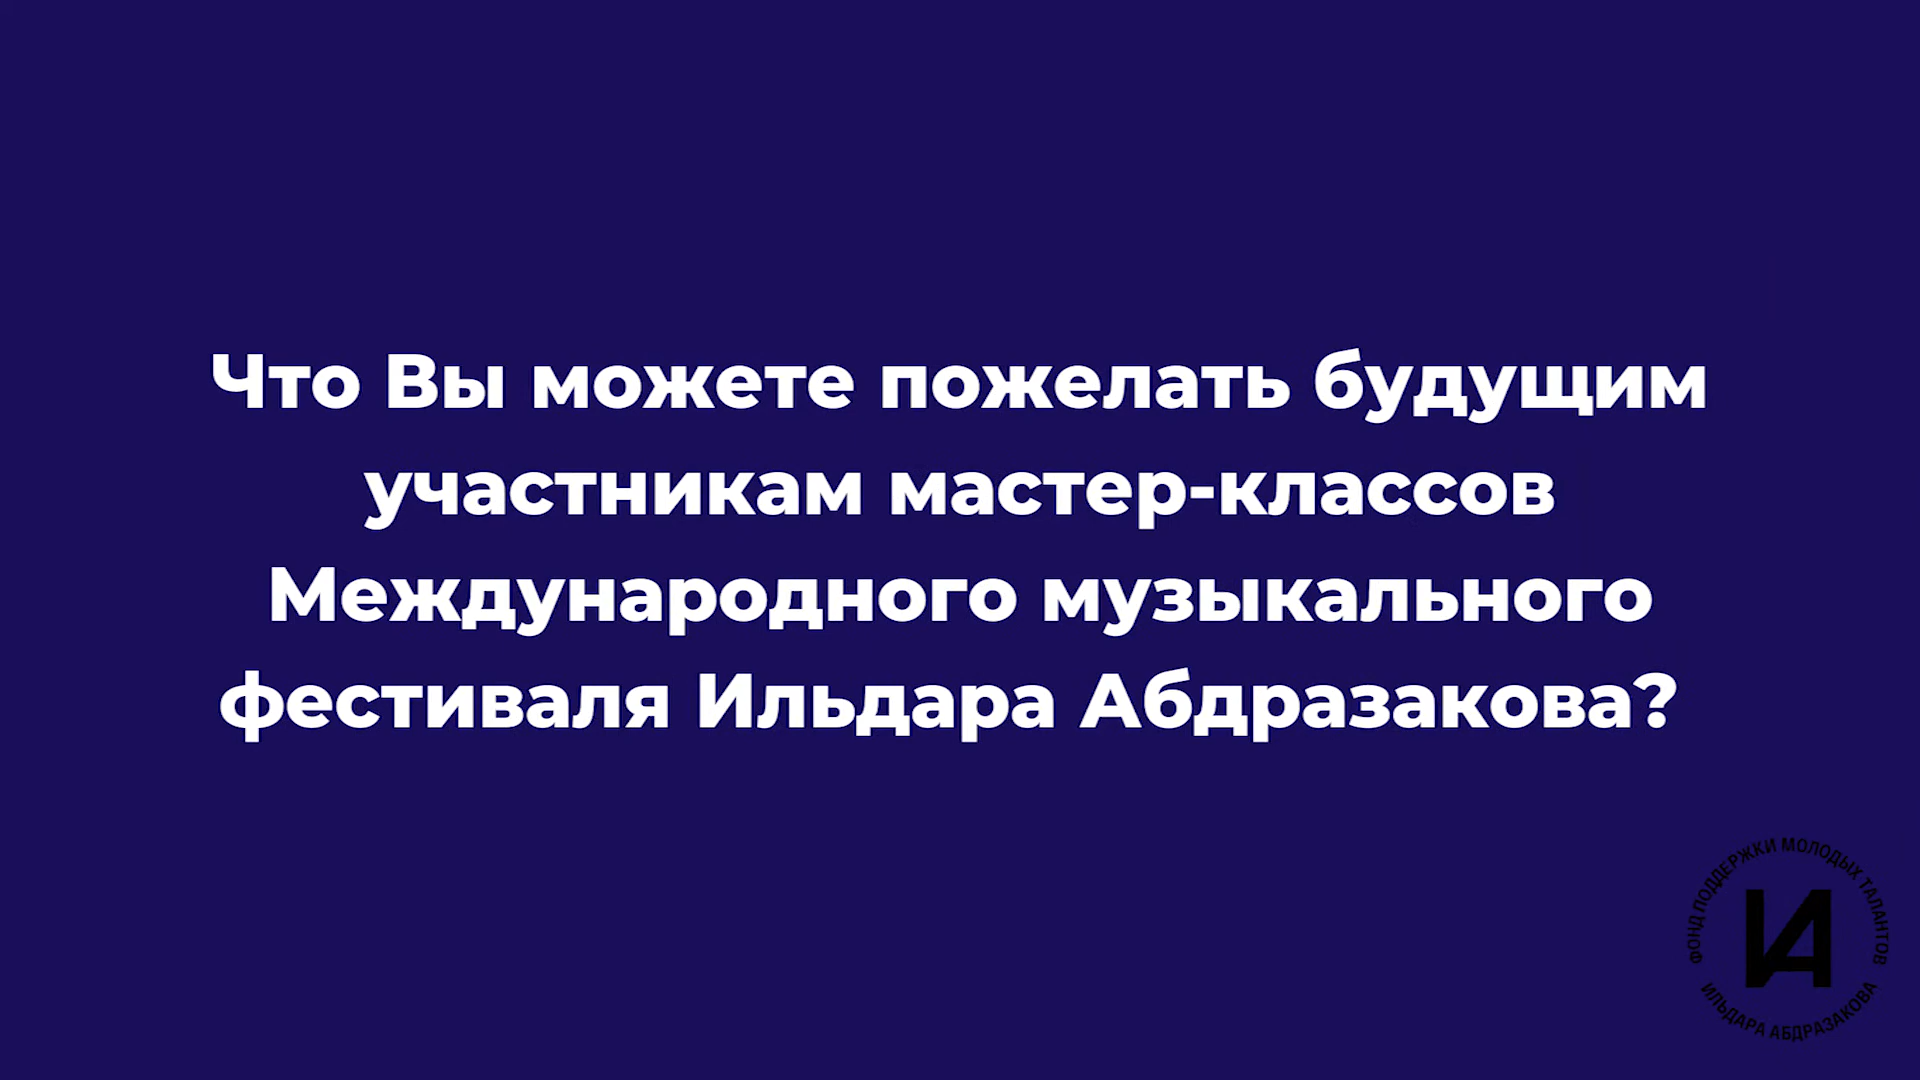 Что Вы можете пожелать будущим
участникам мастер-классов
Международного музыкального
фестиваля Ильдара Абдразакова?
ФОНД ПОДДЕРЖКИ МОЛОДЫХ ТАЛАНТОВ
ИА
ИЛЬДАРА АБДРАЗАКОВА